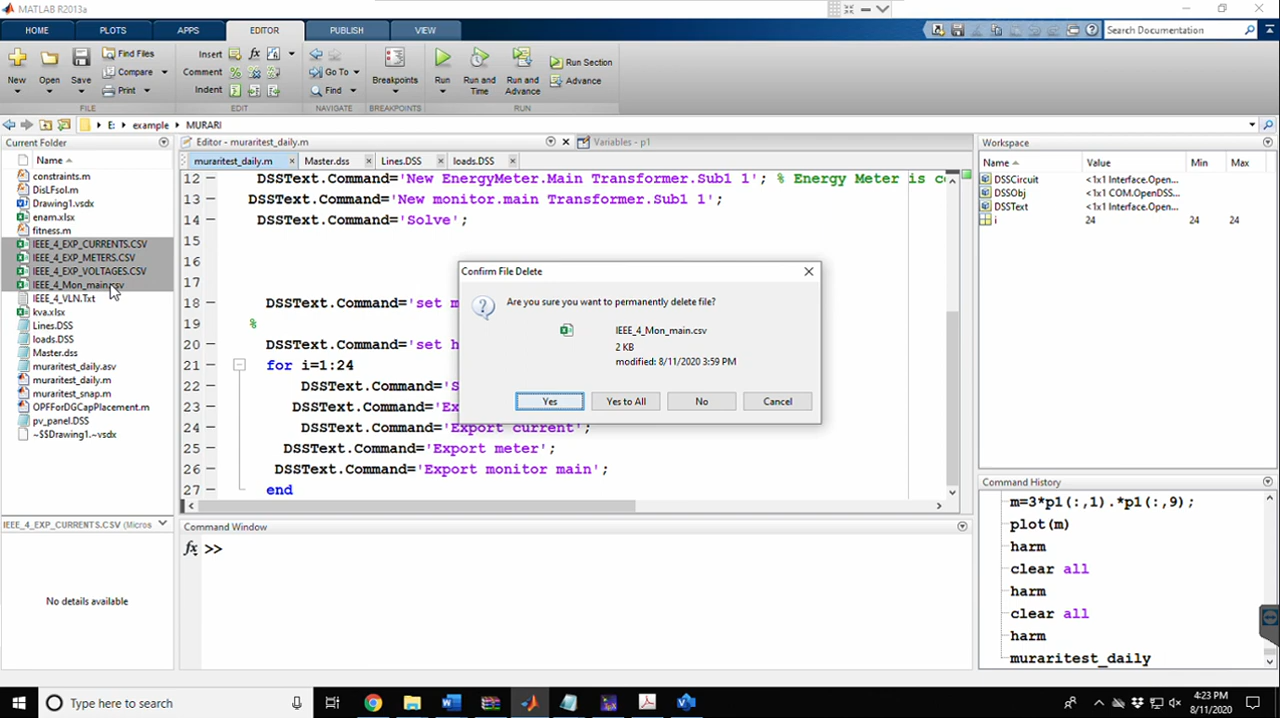 MATLAB R2013a
HOME PLOTS APPS EDITOR PUBLISH VIEW
Search Documentation
New Open Save Find Files Compare Print
Insert Comment Indent
Go To Find
Breakpoints
Run Run and Time Run and Advance Run Section Advance
FILE EDIT NAVIGATE BREAKPOINTS RUN
E: example MURARI
Current Folder
Name
constraints.m
DisLFsol.m
Drawing1.vsdx
enam.xlsx
fitness.m
IEEE_4_EXP_CURRENTS.CSV
IEEE_4_EXP_METERS.CSV
IEEE_4_EXP_VOLTAGES.CSV
IEEE_4_Mon_main.csv
IEEE_4_VLN.Txt
kva.xlsx
Lines.DSS
loads.DSS
Master.dss
muraritest_daily.asv
muraritest_daily.m
muraritest_snap.m
OPFForDGCapPlacement.m
pv_panel.DSS
~$$Drawing1.~vsdx
IEEE_4_EXP_CURRENTS.CSV (Micros
No details available
Editor - muraritest_daily.m
Variables - p1
muraritest_daily.m Master.dss Lines.DSS loads.DSS
12 DSSText.Command='New EnergyMeter.Main Transformer.Sub1 1'; % Energy Meter is c
13 DSSText.Command='New monitor.main Transformer.Sub1 1';
14 DSSText.Command='Solve';
15
16
17
18 DSSText.Command='set m
19 %
20 DSSText.Command='set h
21 for i=1:24
22 DSSText.Command='S
23 DSSText.Command='Ex
24 DSSText.Command='Export current';
25 DSSText.Command='Export meter';
26 DSSText.Command='Export monitor main';
27 end
Confirm File Delete
Are you sure you want to permanently delete file?
IEEE_4_Mon_main.csv
2 KB
modified: 8/11/2020 3:59 PM
Yes Yes to All No Cancel
Command Window
fx >>
Workspace
Name Value Min Max
DSSCircuit <1x1 Interface.Open...
DSSObj <1x1 COM.OpenDSS...
DSSText <1x1 Interface.Open...
i 24 24 24
Command History
m=3*p1(:,1).*p1(:,9);
plot(m)
harm
clear all
harm
clear all
harm
muraritest_daily
Type here to search
4:23 PM
8/11/2020